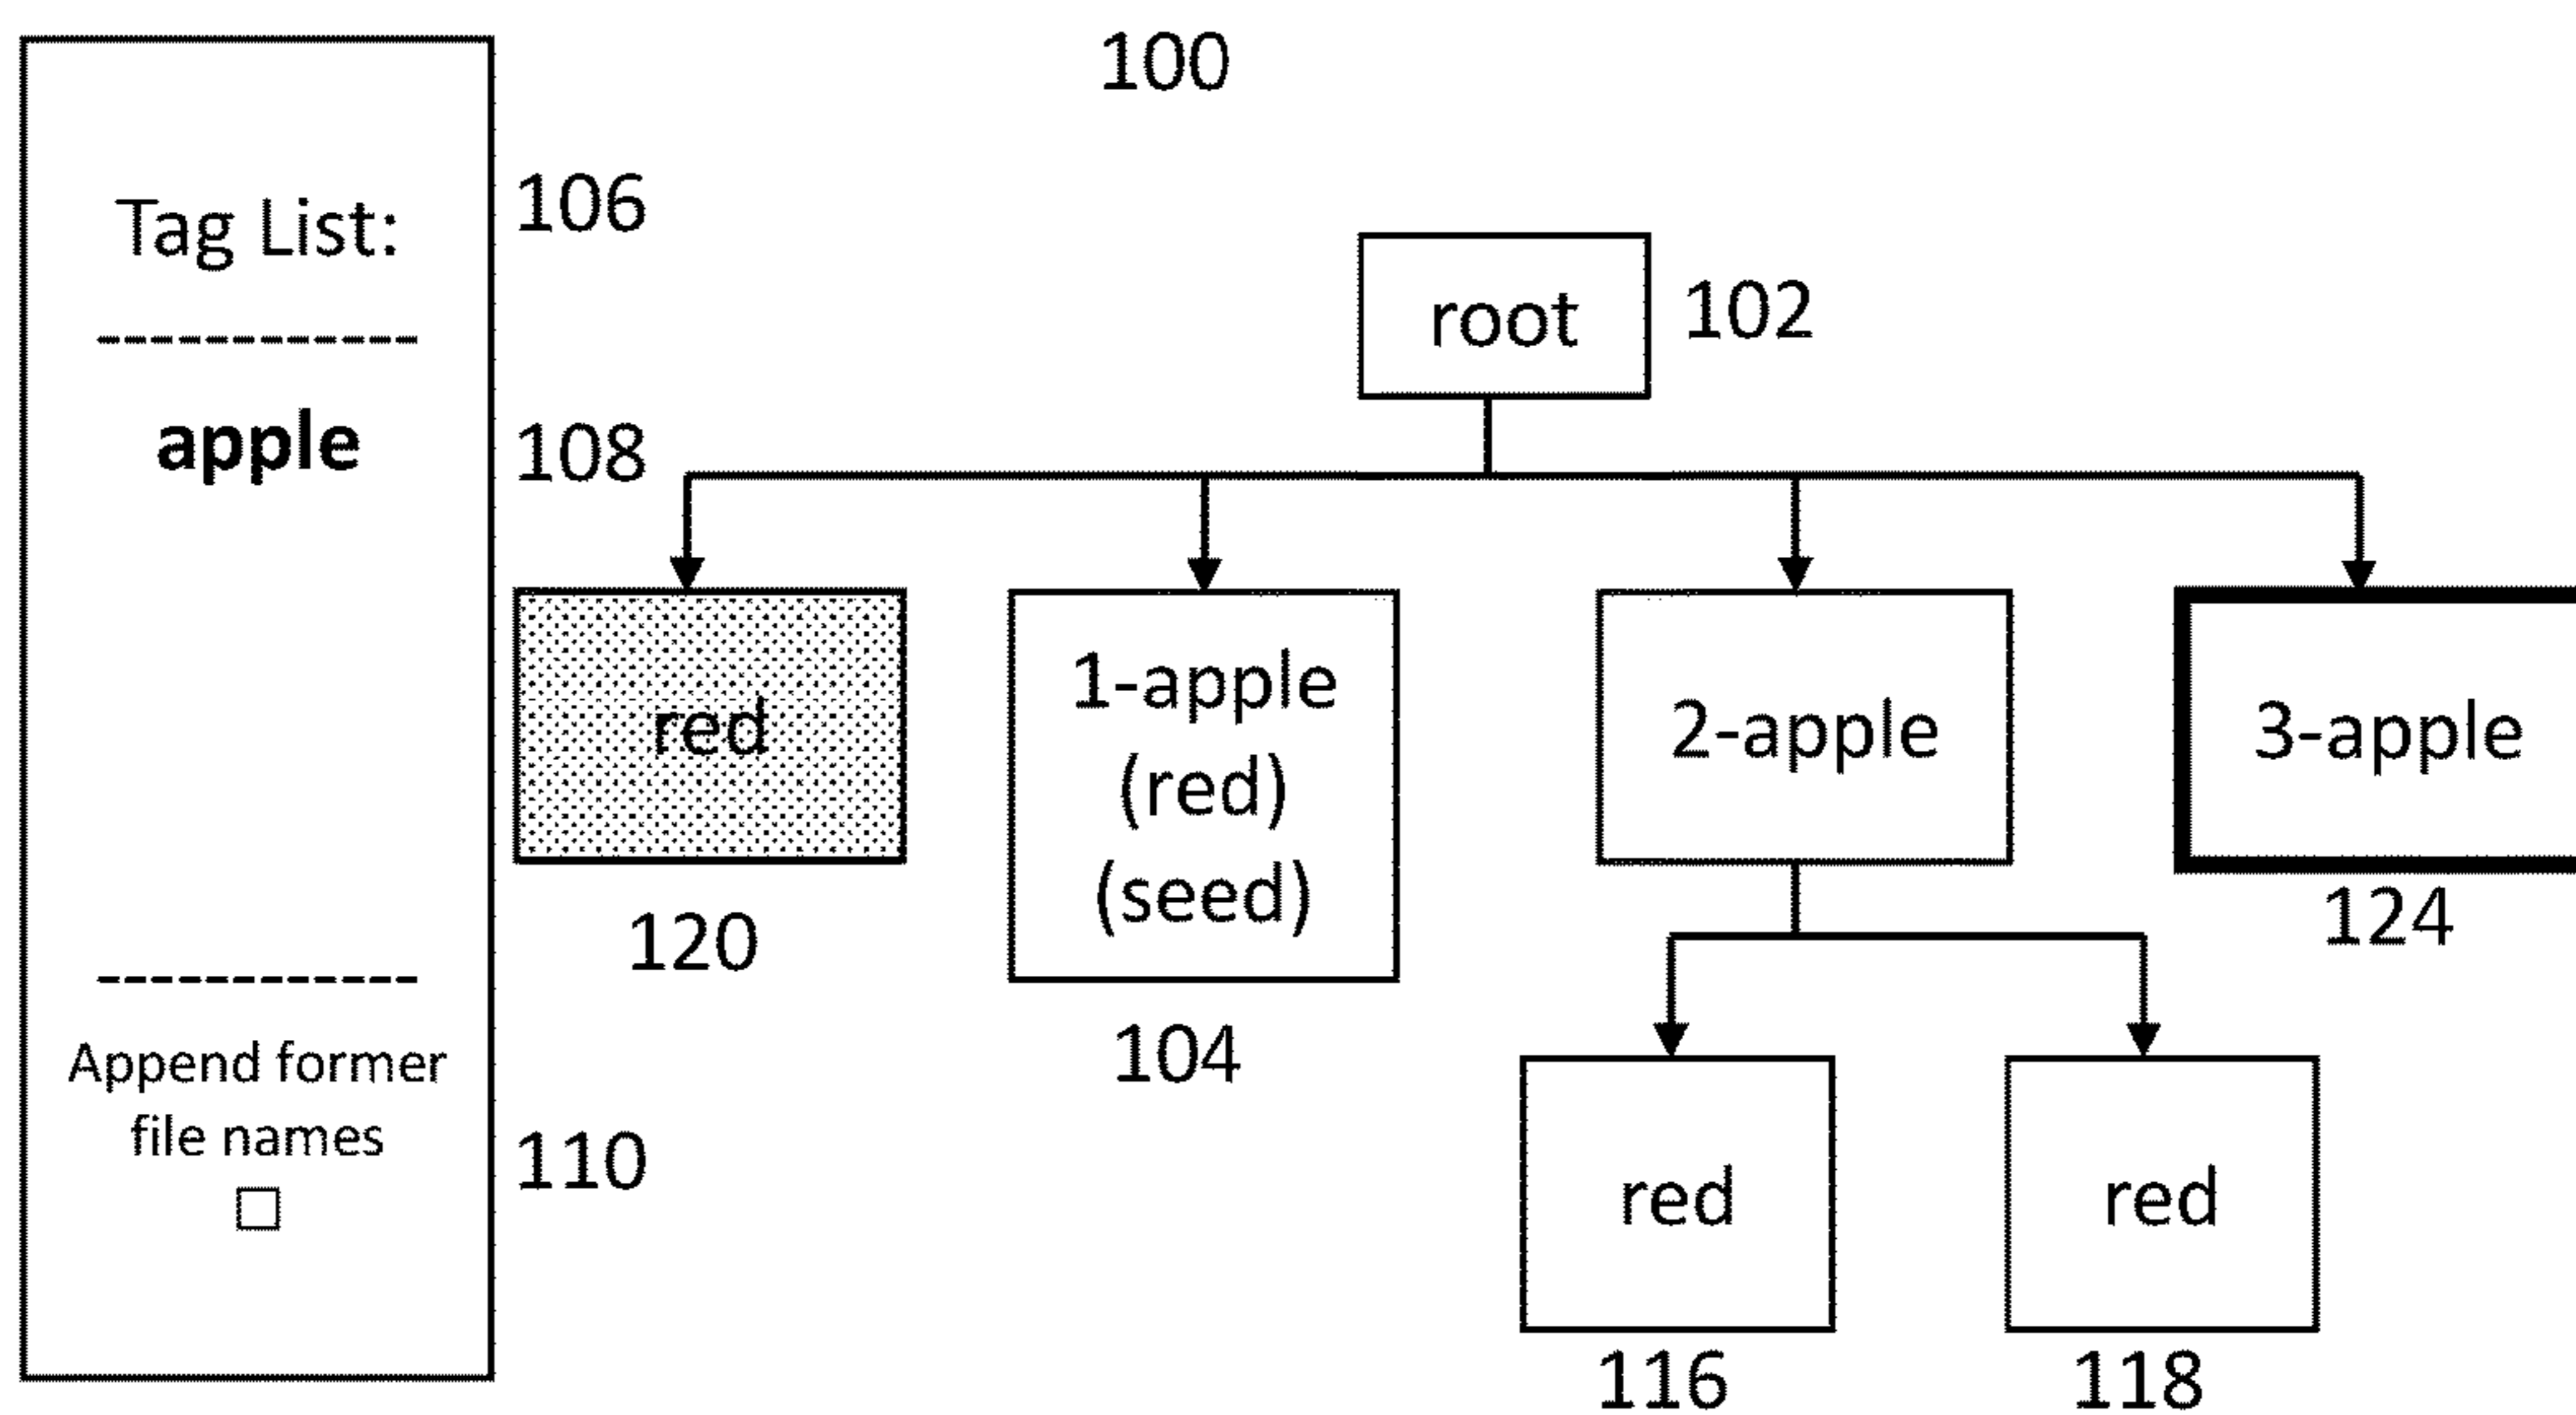 100
Tag List:
106
apple
108
Append former
file names
110
root
102
red
120
1-apple
(red)
(seed)
104
2-apple
3-apple
124
red
116
red
118